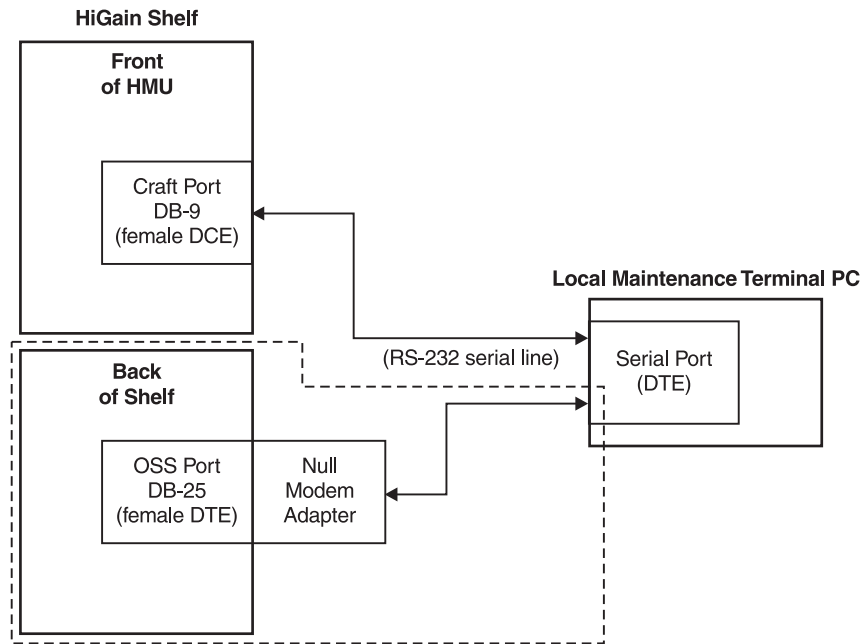 HiGain Shelf
Front
of HMU
Craft Port
DB-9
(female DCE)
Local Maintenance Terminal PC
(RS-232 serial line)
Serial Port
(DTE)
Back
of Shelf
OSS Port
DB-25
(female DTE)
Null
Modem
Adapter